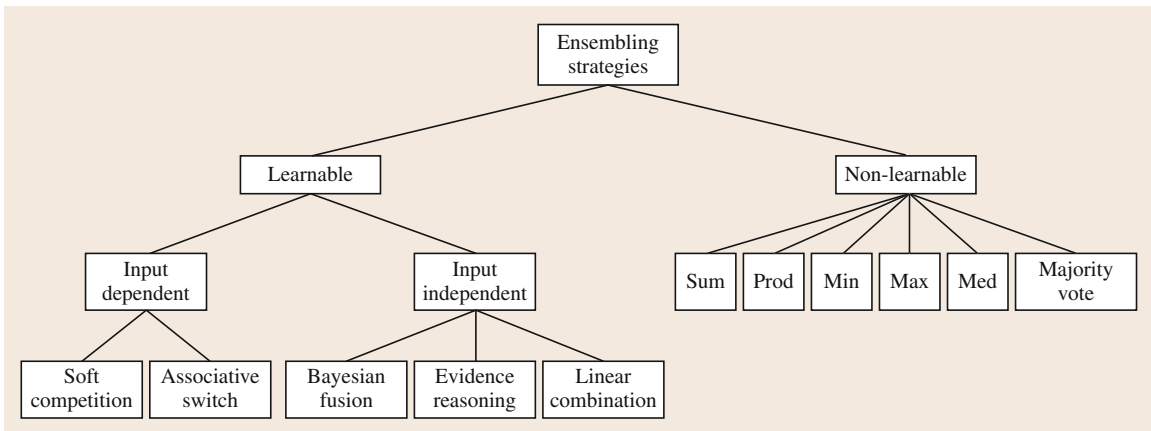 Ensembling
strategies
Learnable
Non-learnable
Input
dependent
Input
independent
Sum
Prod
Min
Max
Med
Majority
vote
Soft
competition
Associative
switch
Bayesian
fusion
Evidence
reasoning
Linear
combination